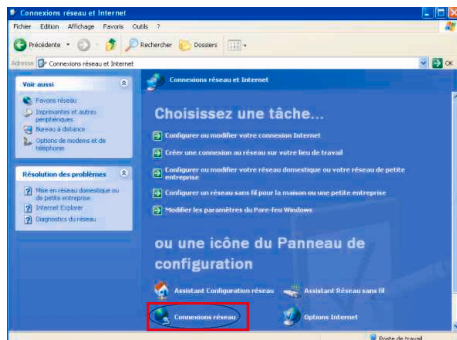 Connexions réseau et Internet
Fichier Edition Affichage Favoris Outils ?
Précédente Rechercher Dossiers
Adresse Connexions réseau et Internet OK
Voir aussi
Favoris réseau
Imprimantes et autres
périphériques
Bureau à distance
Options de modems et de
téléphonie
Résolution des problèmes
Mise en réseau domestique ou
de petite entreprise
Internet Explorer
Diagnostics du réseau
Connexions réseau et Internet
Choisissez une tâche...
Configurer ou modifier votre connexion Internet
Créer une connexion au réseau sur votre lieu de travail
Configurer ou modifier votre réseau domestique ou votre réseau de petite
entreprise
Configurer un réseau sans fil pour la maison ou une petite entreprise
Modifier les paramètres du Pare-feu Windows
ou une icône du Panneau de
configuration
Assistant Configuration réseau Assistant Réseau sans fil
Connexions réseau Options Internet
Poste de travail